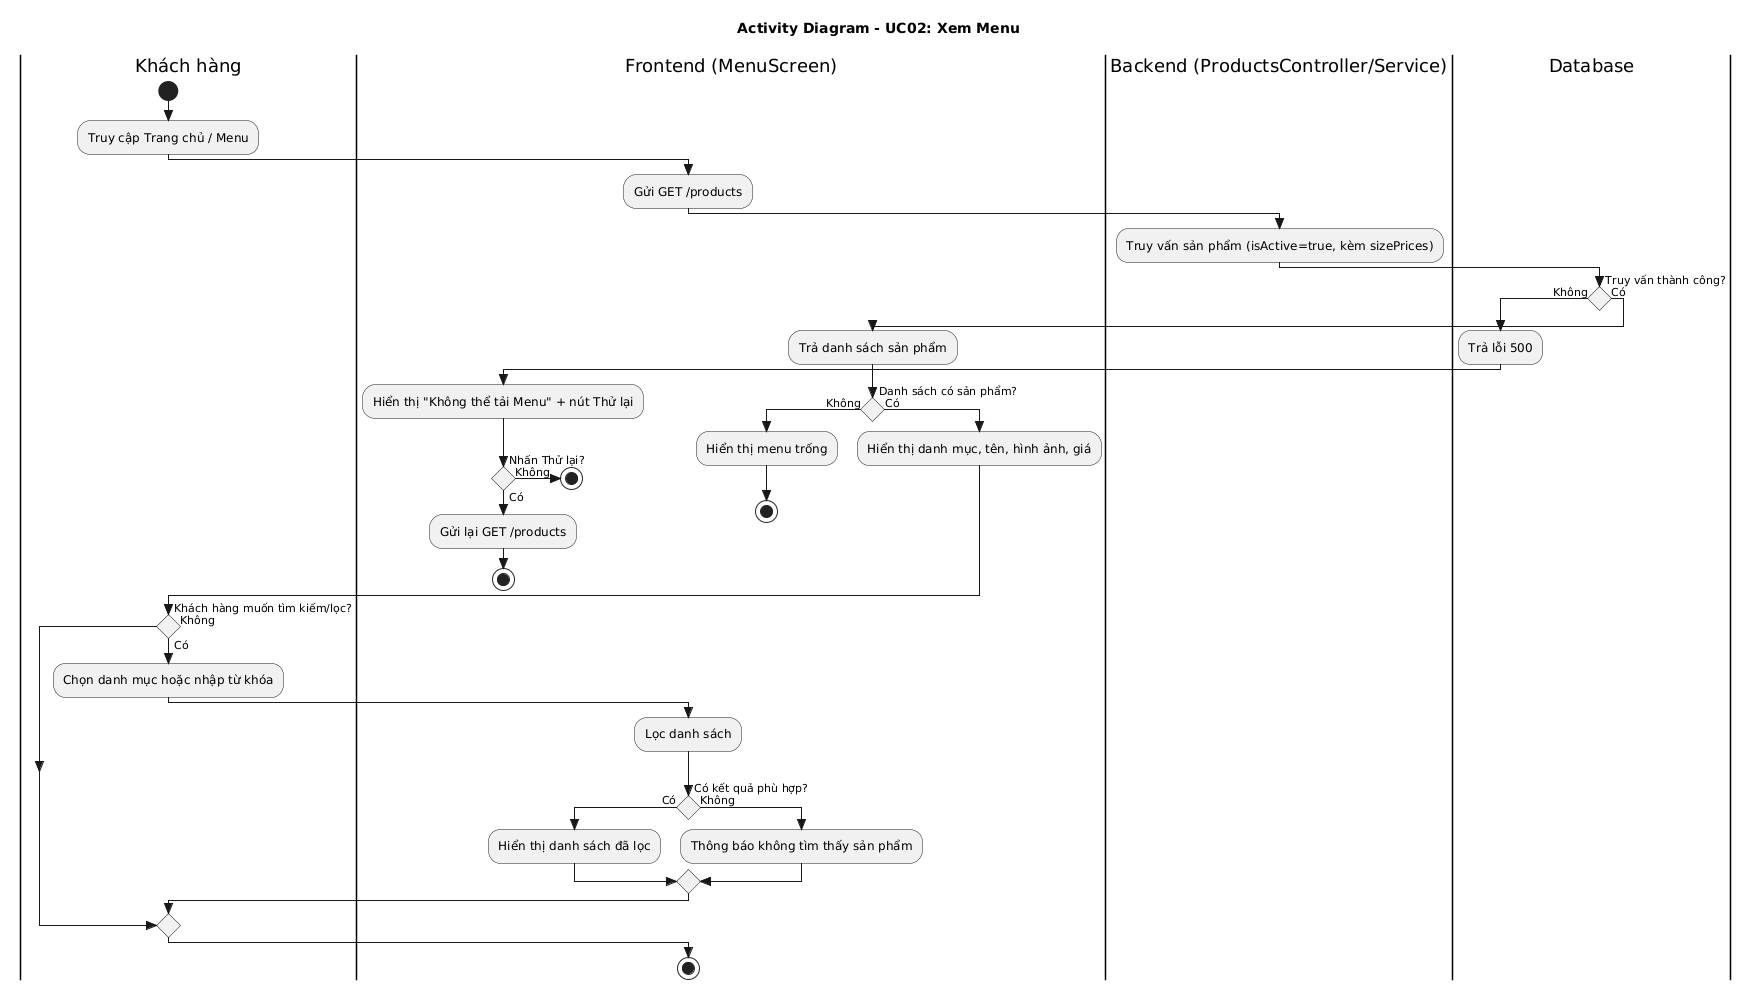 Activity Diagram - UC02: Xem Menu
Khách hàng
Frontend (MenuScreen)
Backend (ProductsController/Service)
Database
Truy cập Trang chủ / Menu
Gửi GET /products
Truy vấn sản phẩm (isActive=true, kèm sizePrices)
Truy vấn thành công?
Không
Có
Trả danh sách sản phẩm
Trả lỗi 500
Hiển thị "Không thể tải Menu" + nút Thử lại
Danh sách có sản phẩm?
Không
Có
Hiển thị menu trống
Hiển thị danh mục, tên, hình ảnh, giá
Nhấn Thử lại?
Không
Có
Gửi lại GET /products
Khách hàng muốn tìm kiếm/lọc?
Không
Có
Chọn danh mục hoặc nhập từ khóa
Lọc danh sách
Có kết quả phù hợp?
Có
Không
Hiển thị danh sách đã lọc
Thông báo không tìm thấy sản phẩm